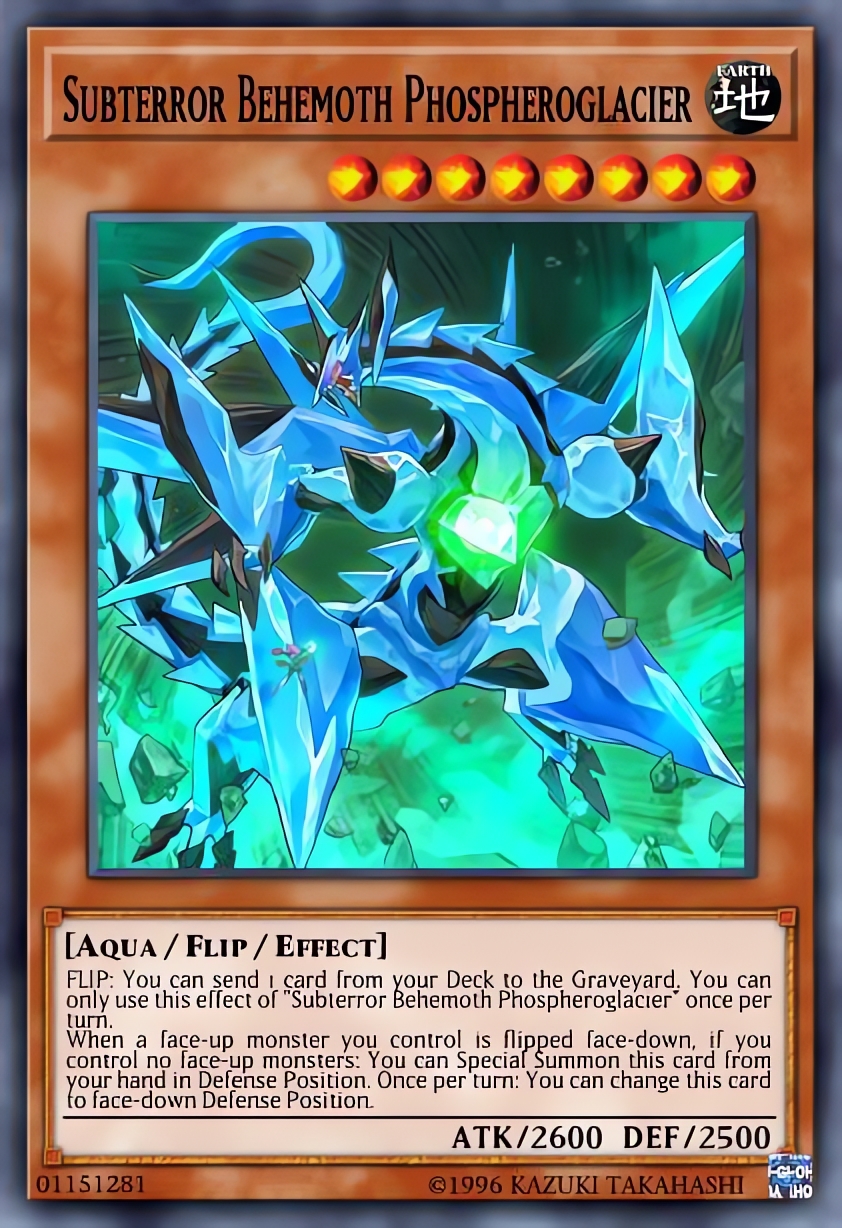 SUBTERROR BEHEMOTH PHOSPHEROGLACIER
EARTH
地
[AQUA / FLIP / EFFECT]
FLIP: You can send 1 card from your Deck to the Graveyard. You can
only use this effect of "Subterror Behemoth Phospheroglacier" once per
turn.
When a face-up monster you control is flipped face-down, if you
control no face-up monsters: You can Special Summon this card from
your hand in Defense Position. Once per turn: You can change this card
to face-down Defense Position.
ATK/2600 DEF/2500
01151281
©1996 KAZUKI TAKAHASHI